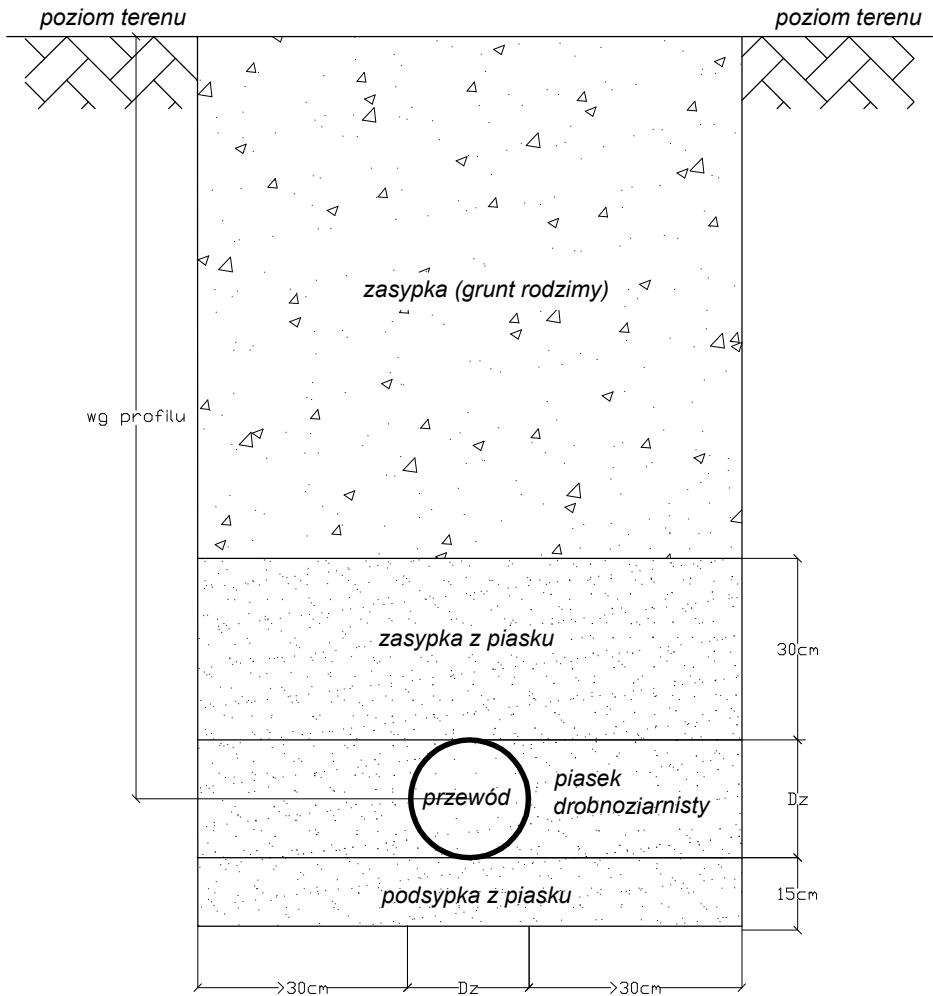 poziom terenu
poziom terenu
zasypka (grunt rodzimy)
wg profilu
zasypka z piasku
30cm
przewód
piasek
drobnoziarnisty
Dz
podsypka z piasku
15cm
>30cm
Dz
>30cm